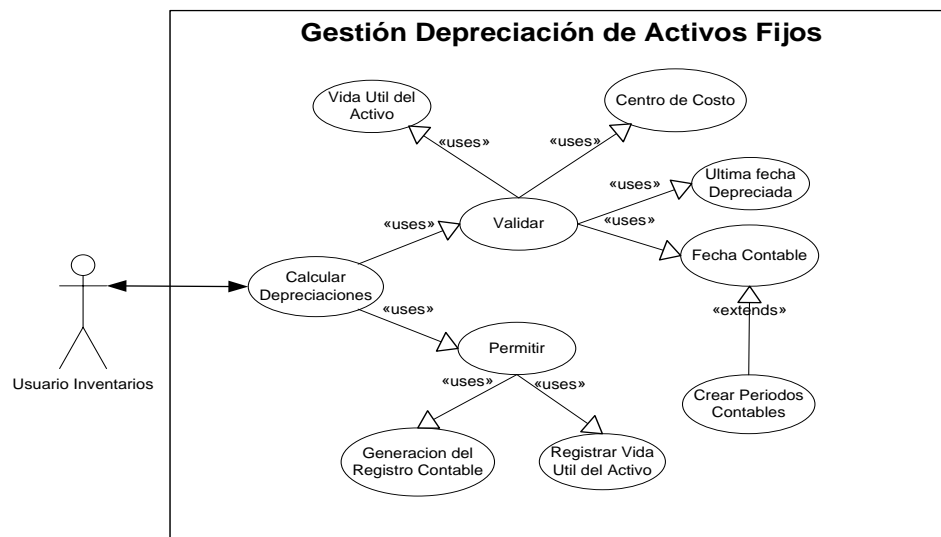 Gestión Depreciación de Activos Fijos
Vida Util del
Activo
Centro de Costo
«uses»
«uses»
Ultima fecha
Depreciada
«uses»
«uses»
«uses»
Validar
Fecha Contable
Calcular
Depreciaciones
«uses»
«extends»
Permitir
Usuario Inventarios
«uses»
«uses»
Crear Periodos
Contables
Generacion del
Registro Contable
Registrar Vida
Util del Activo